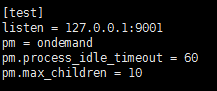 [test]
listen = 127.0.0.1:9001
pm = ondemand
pm.process_idle_timeout = 60
pm.max_children = 10